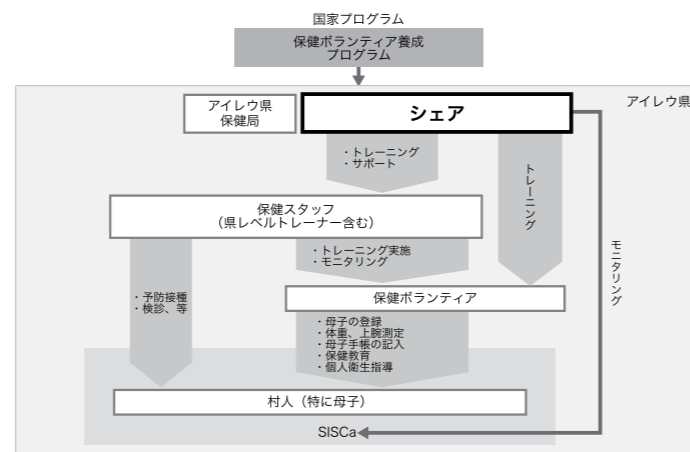 国家プログラム
保健ボランティア養成
プログラム
アイレウ県
アイレウ県
保健局
シェア
・トレーニング
・サポート
トレーニング
保健スタッフ
（県レベルトレーナー含む）
・トレーニング実施
・モニタリング
モニタリング
・予防接種
・検診、等
保健ボランティア
・母子の登録
・体重、上腕測定
・母子手帳の記入
・保健教育
・個人衛生指導
村人（特に母子）
SISCa